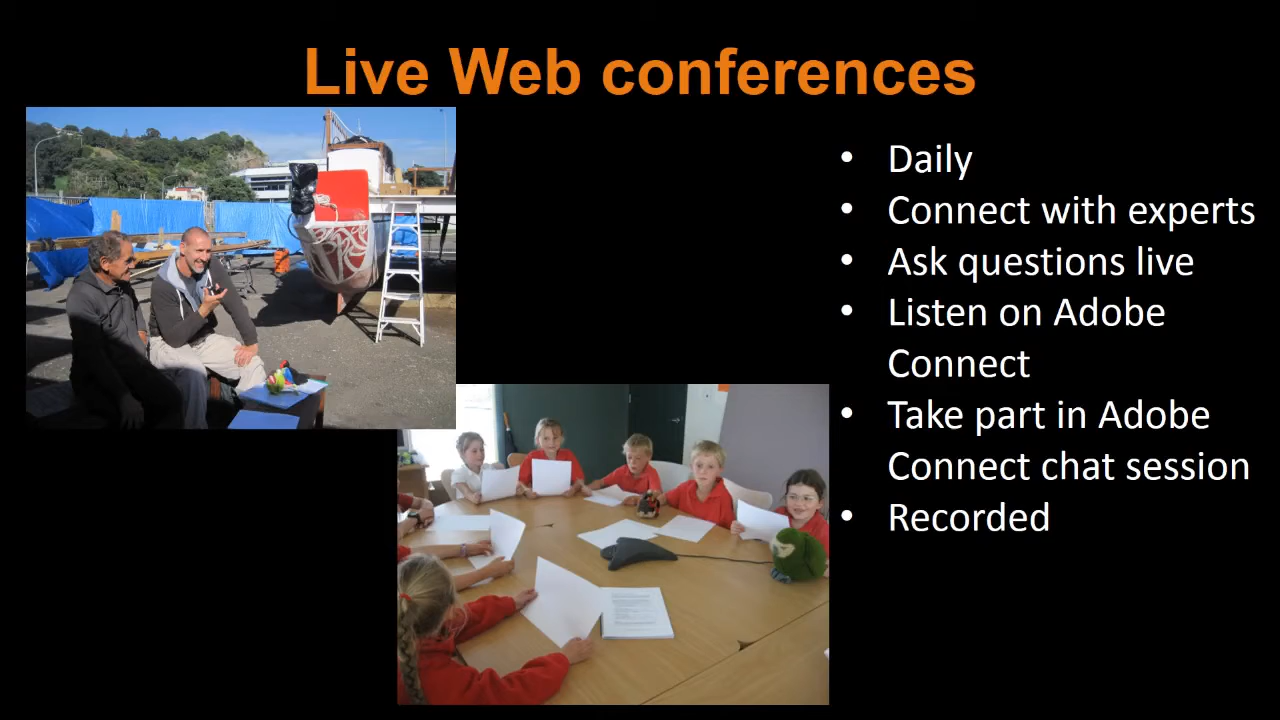 Live Web conferences
• Daily
• Connect with experts
• Ask questions live
• Listen on Adobe
Connect
• Take part in Adobe
Connect chat session
• Recorded